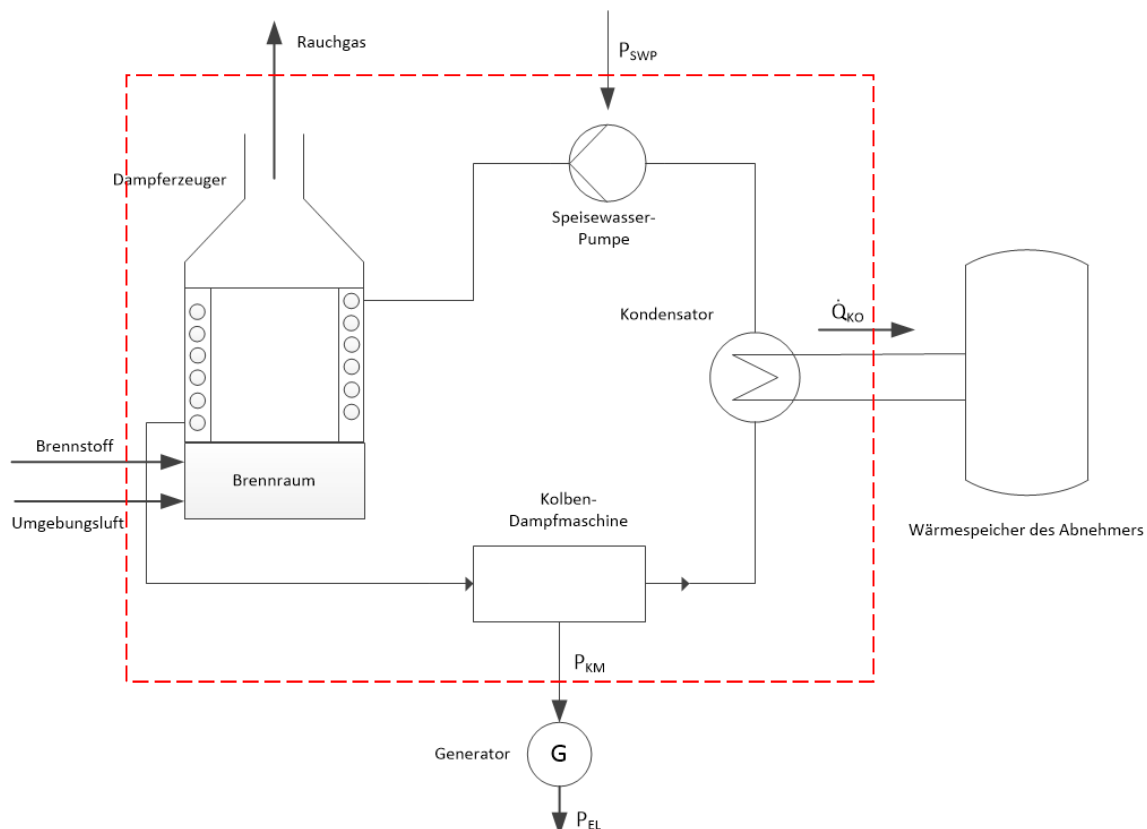 Rauchgas
P_SWP
Dampferzeuger
Speisewasser-
Pumpe
Kondensator
Q̇_KO
Brennstoff
Brennraum
Umgebungsluft
Kolben-
Dampfmaschine
Wärmespeicher des Abnehmers
P_KM
Generator
G
P_EL